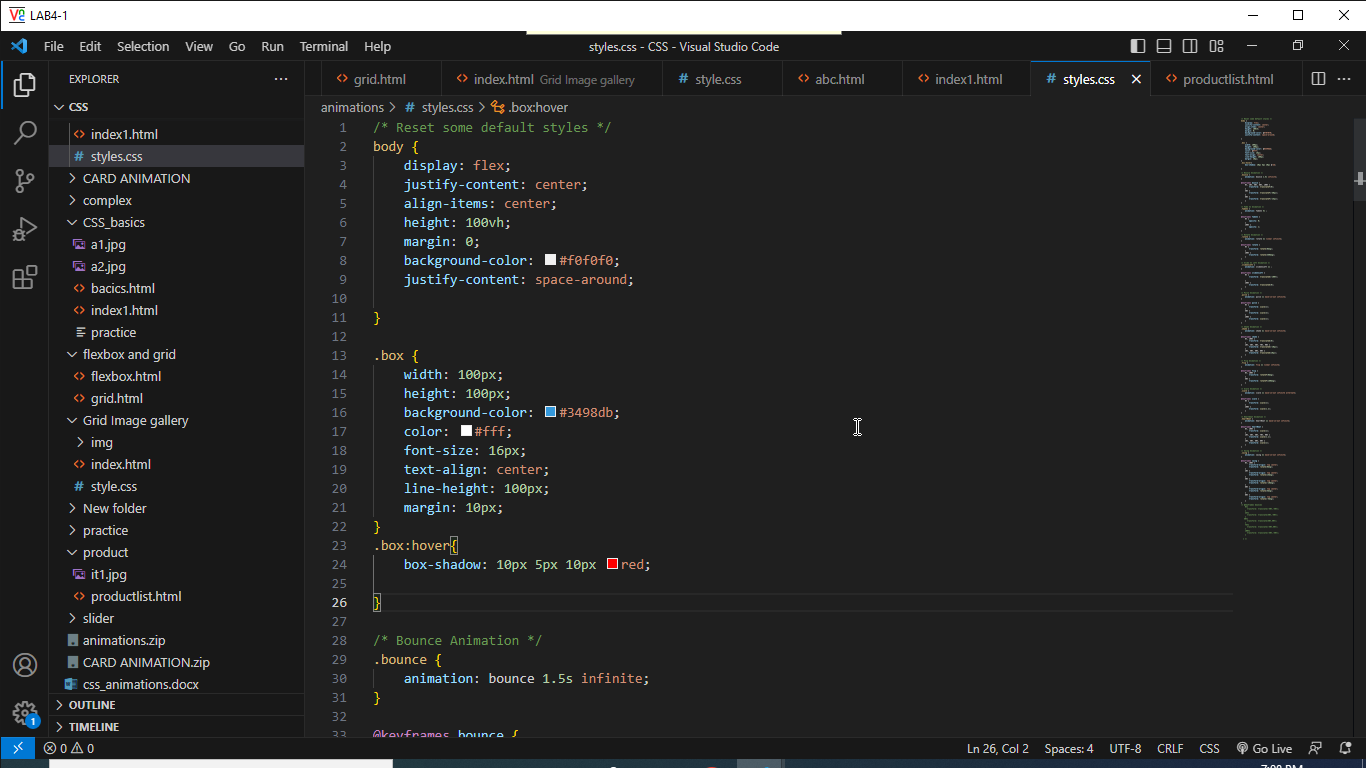 LAB4-1
File Edit Selection View Go Run Terminal Help
styles.css - CSS - Visual Studio Code
EXPLORER
CSS
index1.html
styles.css
CARD ANIMATION
complex
CSS_basics
a1.jpg
a2.jpg
bacics.html
index1.html
practice
flexbox and grid
flexbox.html
grid.html
Grid Image gallery
img
index.html
style.css
New folder
practice
product
it1.jpg
productlist.html
slider
animations.zip
CARD ANIMATION.zip
css_animations.docx
OUTLINE
TIMELINE
grid.html index.html Grid Image gallery style.css abc.html index1.html styles.css productlist.html
animations > styles.css > .box:hover
1 /* Reset some default styles */
2 body {
3 display: flex;
4 justify-content: center;
5 align-items: center;
6 height: 100vh;
7 margin: 0;
8 background-color: #f0f0f0;
9 justify-content: space-around;
10
11 }
12
13 .box {
14 width: 100px;
15 height: 100px;
16 background-color: #3498db;
17 color: #fff;
18 font-size: 16px;
19 text-align: center;
20 line-height: 100px;
21 margin: 10px;
22 }
23 .box:hover{
24 box-shadow: 10px 5px 10px red;
25
26 }
27
28 /* Bounce Animation */
29 .bounce {
30 animation: bounce 1.5s infinite;
31 }
32
33 @keyframes bounce {
1
0 0 Ln 26, Col 2 Spaces: 4 UTF-8 CRLF CSS Go Live